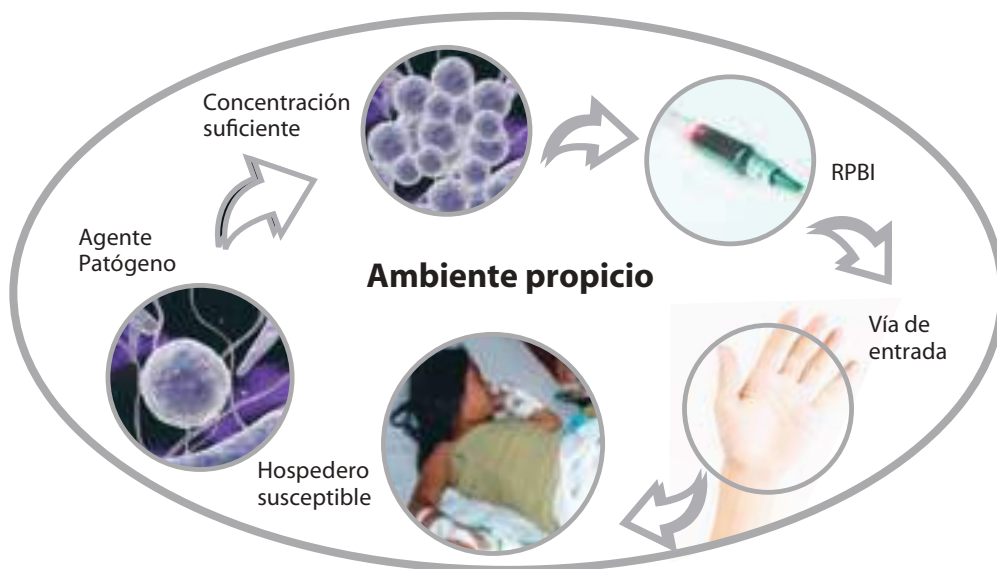 Concentración
suficiente
RPBI
Agente
Patógeno
Ambiente propicio
Vía de
entrada
Hospedero
susceptible